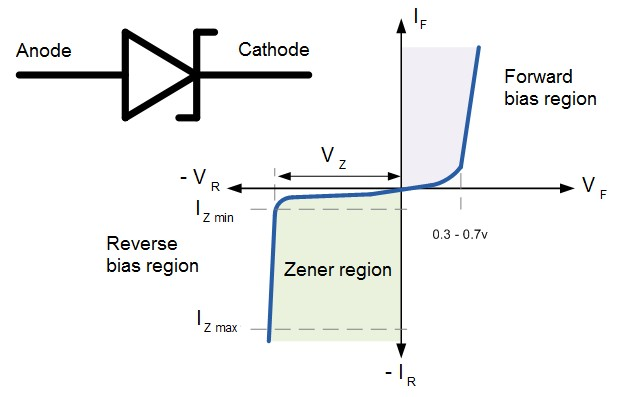 I F
Anode
Cathode
Forward
bias region
V Z
- V R
V F
I Z min
0.3 - 0.7v
Reverse
bias region
Zener region
I Z max
- I R